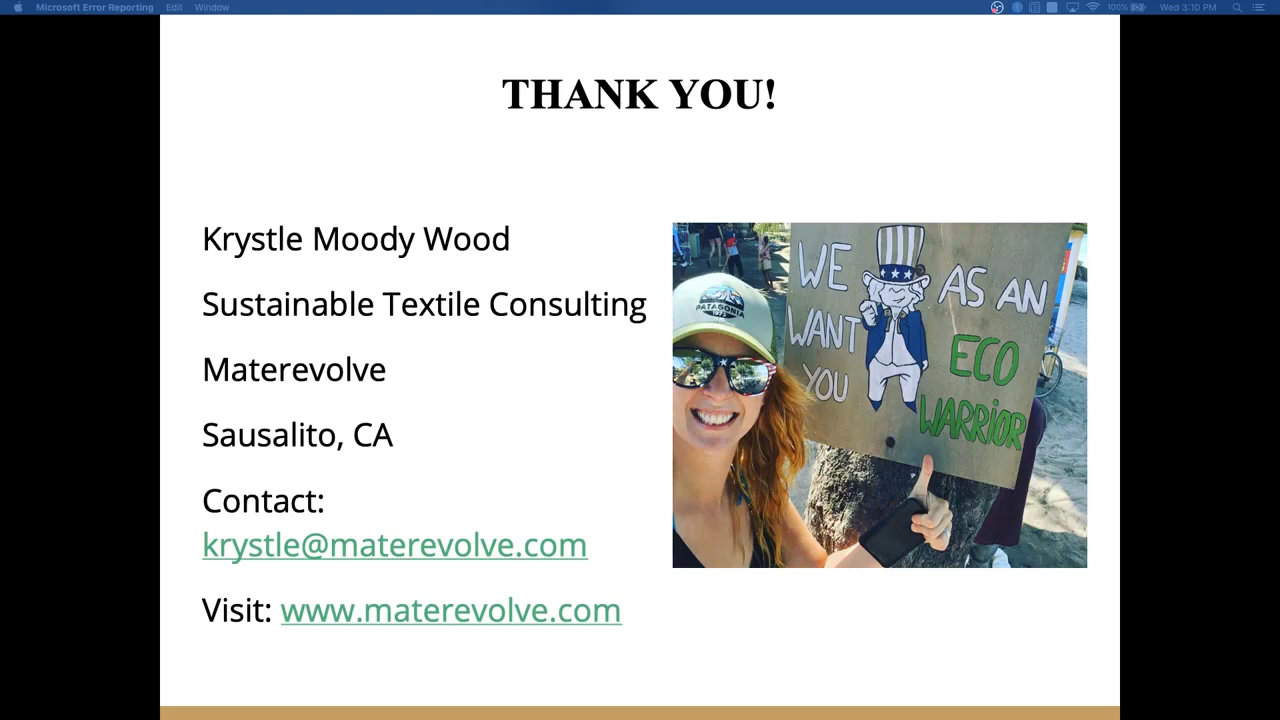 Microsoft Error Reporting Edit Window 100% Wed 3:10 PM
THANK YOU!
Krystle Moody Wood
Sustainable Textile Consulting
Materevolve
Sausalito, CA
Contact:
krystle@materevolve.com
Visit: www.materevolve.com
PATAGONIA
WE
WANT
YOU
AS AN
ECO
WARRiOR